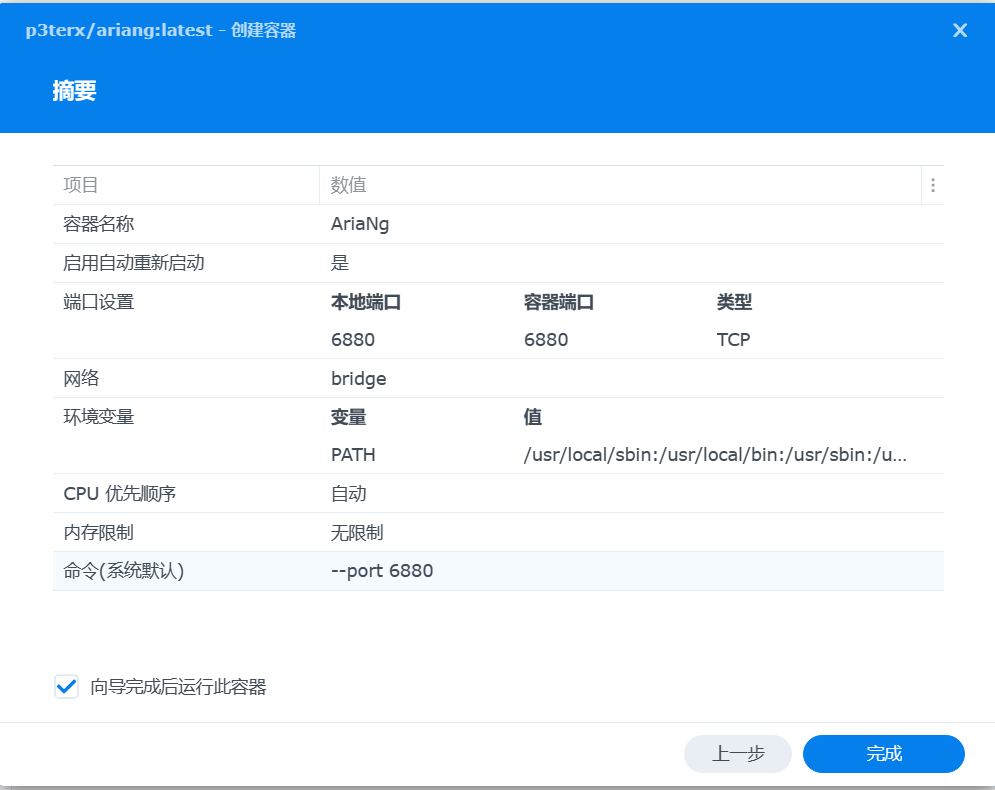 p3terx/ariang:latest - 创建容器
摘要
项目 数值
容器名称 AriaNg
启用自动重新启动 是
端口设置 本地端口 容器端口 类型
6880 6880 TCP
网络 bridge
环境变量 变量 值
PATH /usr/local/sbin:/usr/local/bin:/usr/sbin:/u...
CPU 优先顺序 自动
内存限制 无限制
命令(系统默认) --port 6880
向导完成后运行此容器
上一步 完成